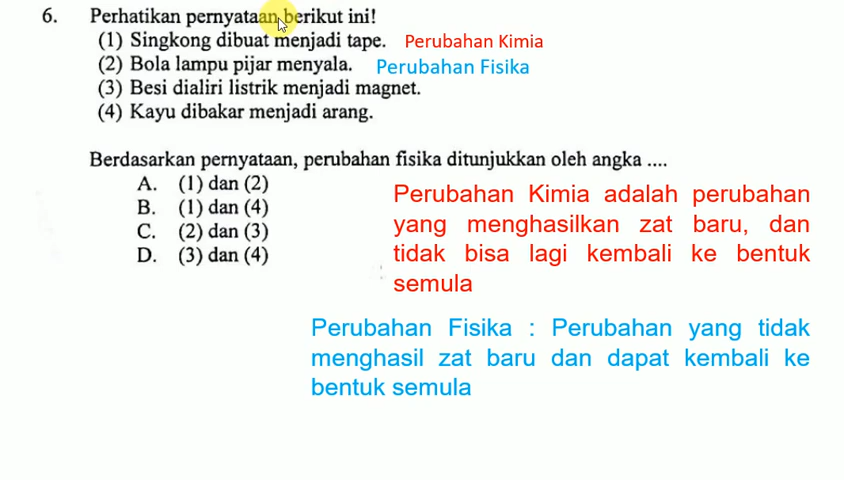 6. Perhatikan pernyataan berikut ini!
(1) Singkong dibuat menjadi tape. Perubahan Kimia
(2) Bola lampu pijar menyala. Perubahan Fisika
(3) Besi dialiri listrik menjadi magnet.
(4) Kayu dibakar menjadi arang.
Berdasarkan pernyataan, perubahan fisika ditunjukkan oleh angka ....
A. (1) dan (2)
B. (1) dan (4)
C. (2) dan (3)
D. (3) dan (4)
Perubahan Kimia adalah perubahan
yang menghasilkan zat baru, dan
tidak bisa lagi kembali ke bentuk
semula
Perubahan Fisika : Perubahan yang tidak
menghasil zat baru dan dapat kembali ke
bentuk semula